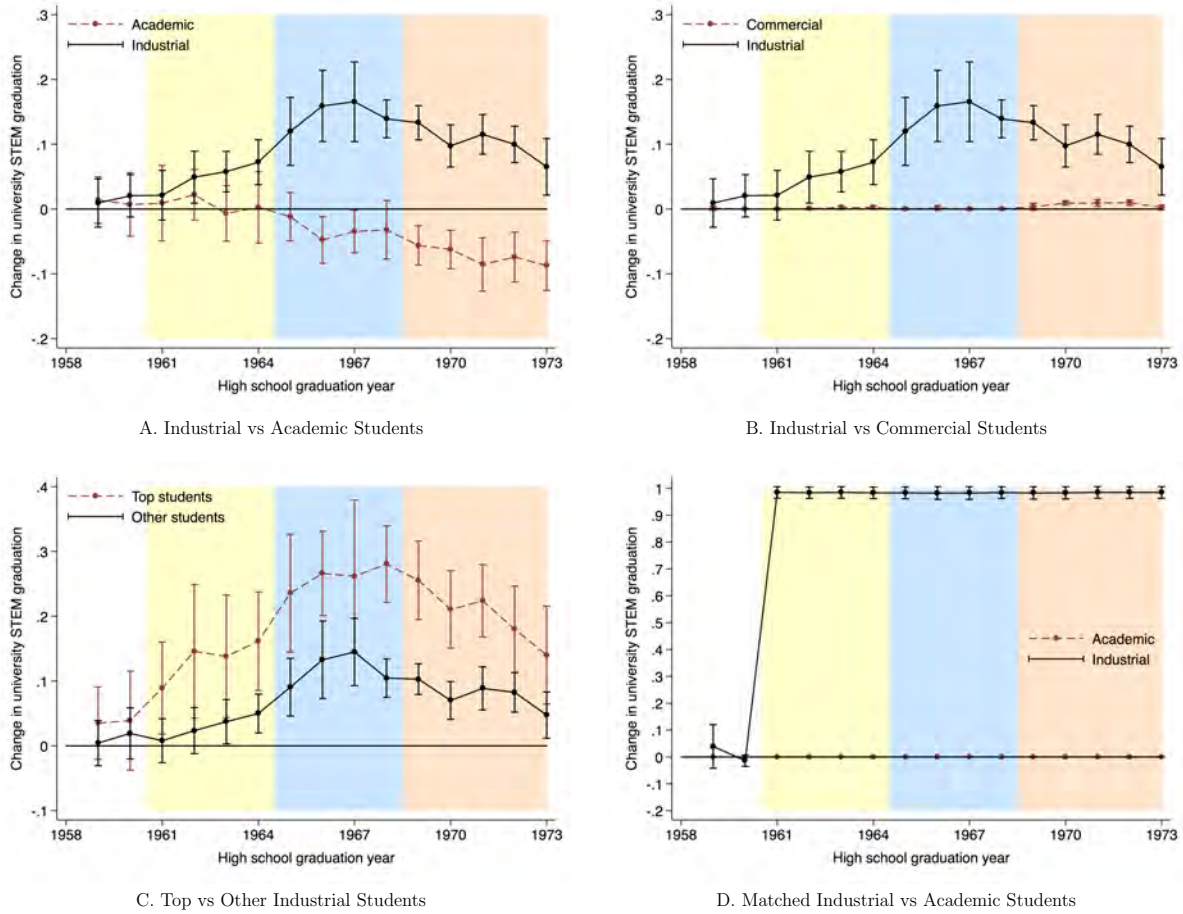 .3
.2
.1
0
-.1
-.2
Change in university STEM graduation
Academic
Industrial
1958
1961
1964
1967
1970
1973
High school graduation year
A. Industrial vs Academic Students
.3
.2
.1
0
-.1
-.2
Change in university STEM graduation
Commercial
Industrial
1958
1961
1964
1967
1970
1973
High school graduation year
B. Industrial vs Commercial Students
.4
.3
.2
.1
0
-.1
Change in university STEM graduation
Top students
Other students
1958
1961
1964
1967
1970
1973
High school graduation year
C. Top vs Other Industrial Students
1
.9
.8
.7
.6
.5
.4
.3
.2
.1
0
-.1
-.2
Change in university STEM graduation
Academic
Industrial
1958
1961
1964
1967
1970
1973
High school graduation year
D. Matched Industrial vs Academic Students